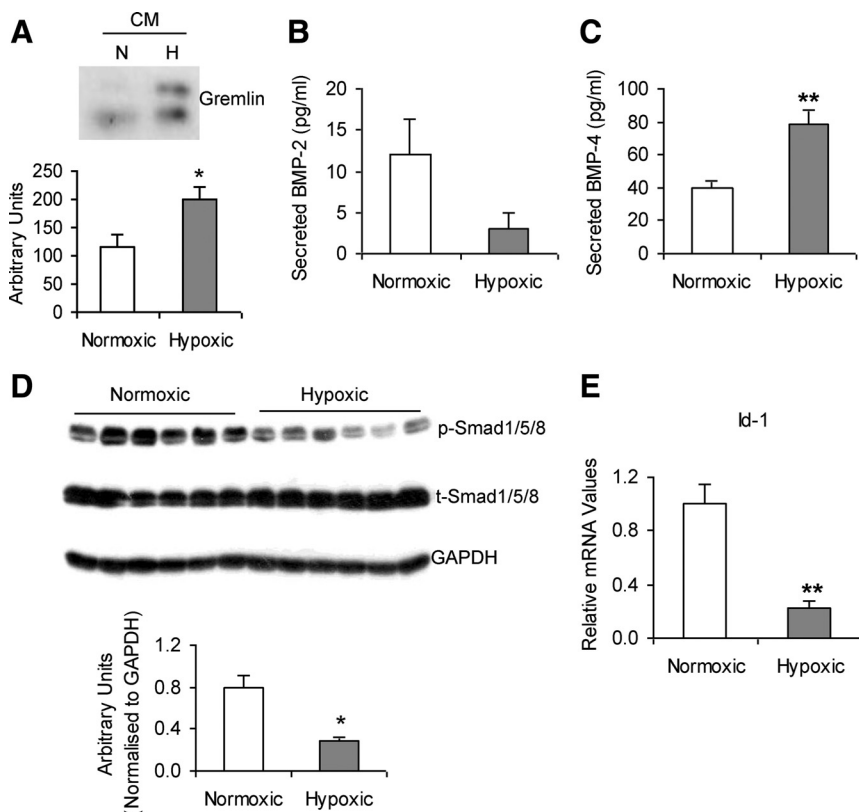 A
CM
N H
Gremlin
Arbitrary Units
250
200
150
100
50
0
*
Normoxic Hypoxic
B
Secreted BMP-2 (pg/ml)
20
15
10
5
0
Normoxic Hypoxic
C
Secreted BMP-4 (pg/ml)
100
80
60
40
20
0
**
Normoxic Hypoxic
D
Normoxic Hypoxic
p-Smad1/5/8
t-Smad1/5/8
GAPDH
Arbitrary Units
(Normalised to GAPDH)
1.2
0.8
0.4
0.0
*
Normoxic Hypoxic
E
Id-1
Relative mRNA Values
1.2
0.8
0.4
0.0
**
Normoxic Hypoxic